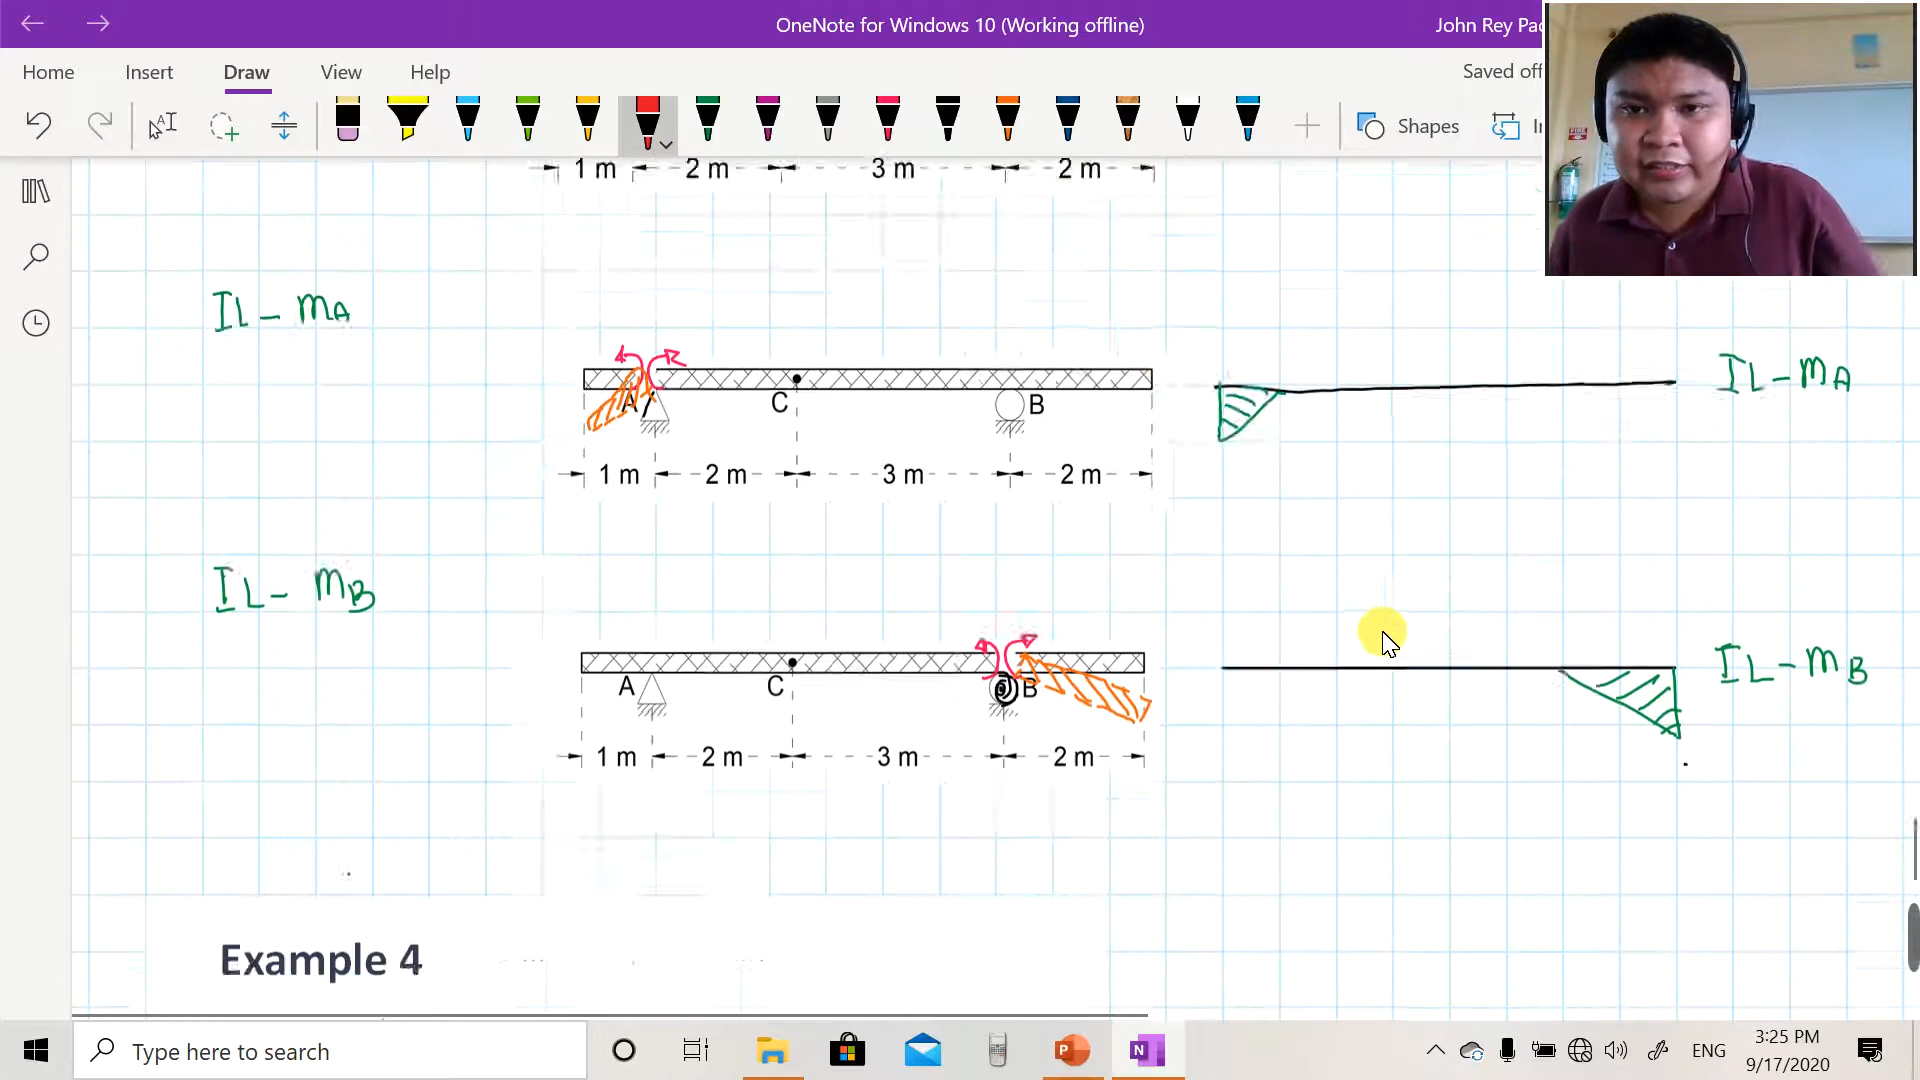 OneNote for Windows 10 (Working offline)
John Rey Pa
Home Insert Draw View Help
Saved off
Shapes
1 m 2 m 3 m 2 m
IL - MA
A C B
IL - MA
1 m 2 m 3 m 2 m
IL - MB
A C B
IL - MB
1 m 2 m 3 m 2 m
Example 4
Type here to search
ENG
3:25 PM
9/17/2020